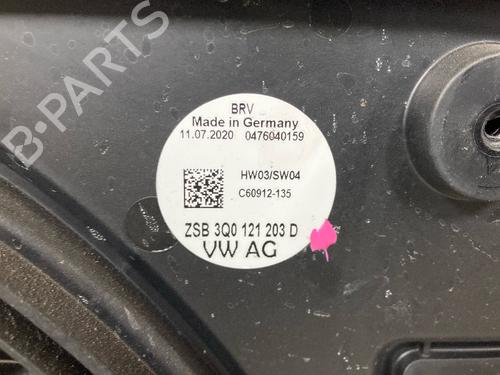 B-PARTS
BRV
Made in Germany
11.07.2020 0476040159
HW03/SW04
C60912-135
ZSB 3Q0 121 203 D
VW AG